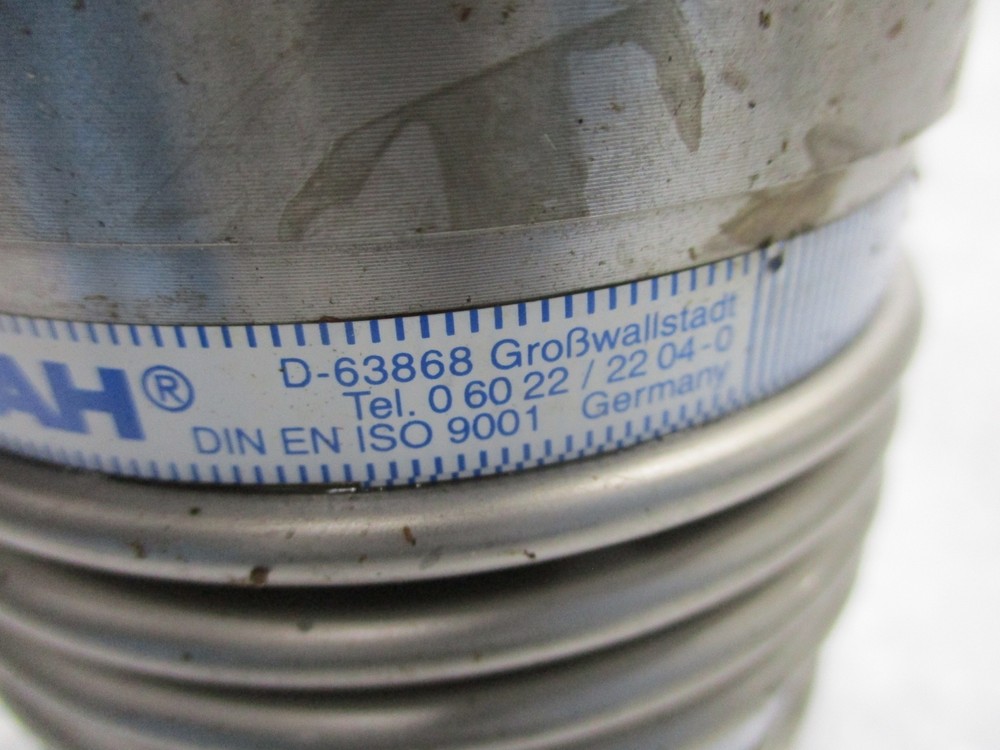 AH®
D-63868 Großwallstadt
Tel. 0 60 22 / 22 04-0
DIN EN ISO 9001 Germany